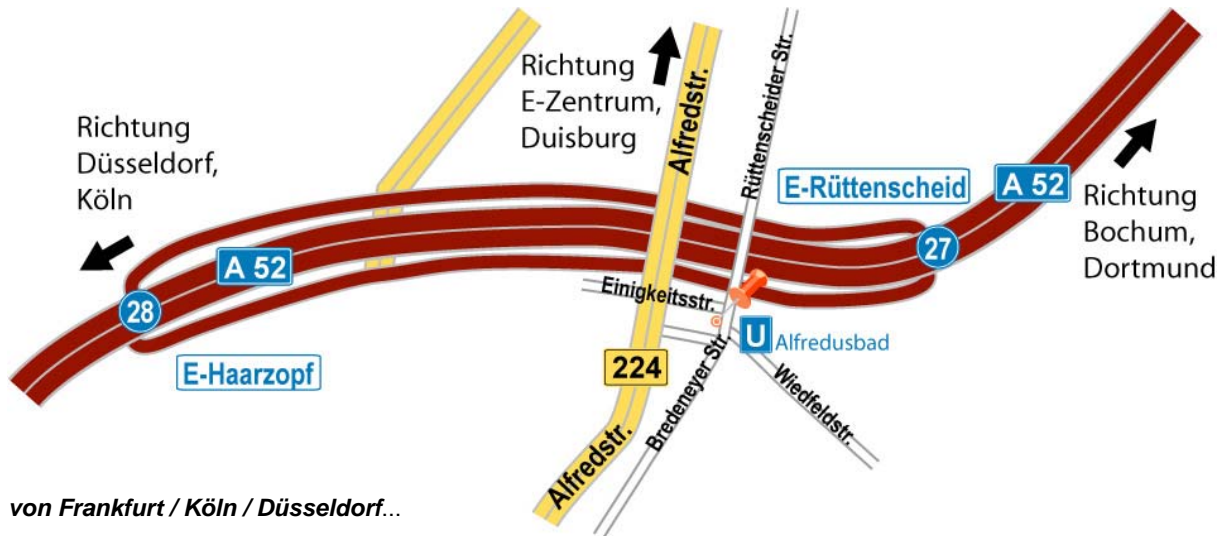 Richtung
E-Zentrum,
Duisburg
Alfredstr.
Rüttenscheider Str.
Richtung
Düsseldorf,
Köln
E-Rüttenscheid
A 52
Richtung
Bochum,
Dortmund
27
A 52
28
Einigkeitsstr.
U Alfredusbad
E-Haarzopf
224
Bredeneyer Str.
Wiedfeldstr.
Alfredstr.
von Frankfurt / Köln / Düsseldorf...